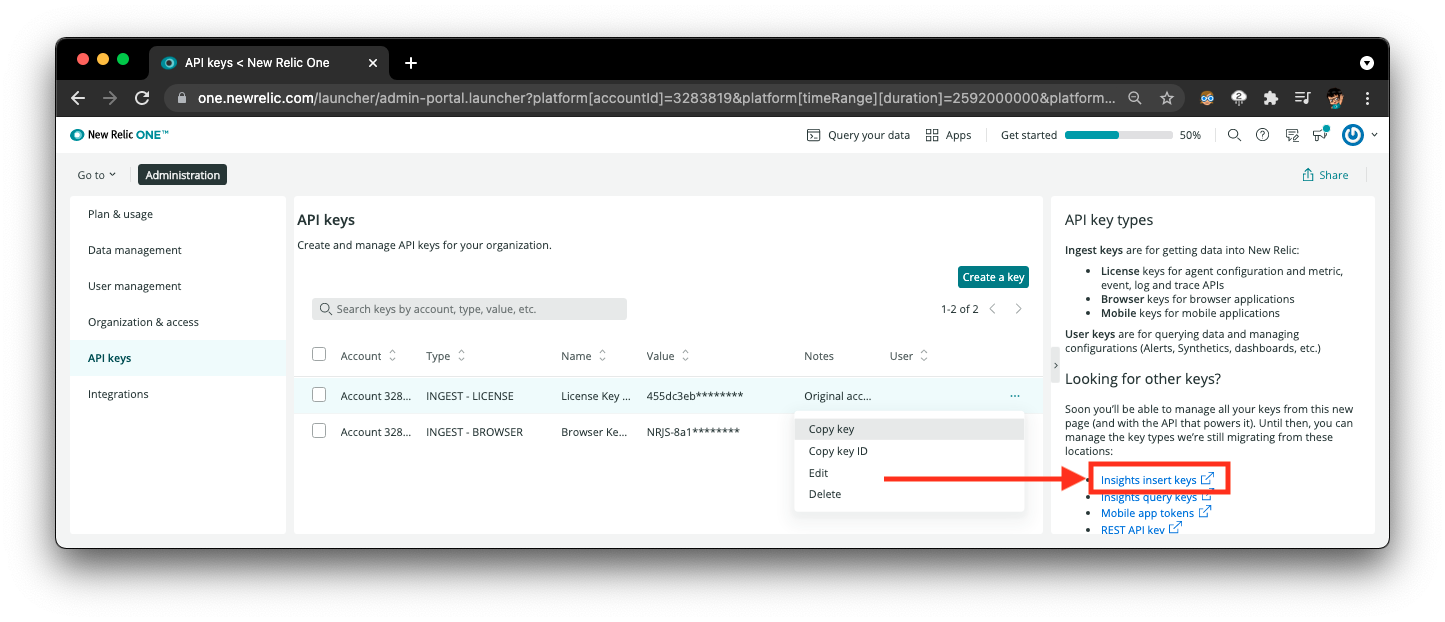 API keys < New Relic One
one.newrelic.com/launcher/admin-portal.launcher?platform[accountId]=3283819&platform[timeRange][duration]=2592000000&platform...
New Relic ONE™
Query your data
Apps
Get started
50%
Go to
Administration
Share
Plan & usage
Data management
User management
Organization & access
API keys
Integrations
API keys
Create and manage API keys for your organization.
Create a key
Search keys by account, type, value, etc.
1-2 of 2
Account Type Name Value Notes User
Account 328... INGEST - LICENSE License Key ... 455dc3eb******** Original acc... ...
Account 328... INGEST - BROWSER Browser Ke... NRJS-8a1********
Copy key
Copy key ID
Edit
Delete
API key types
Ingest keys are for getting data into New Relic:
• License keys for agent configuration and metric,
event, log and trace APIs
• Browser keys for browser applications
• Mobile keys for mobile applications
User keys are for querying data and managing
configurations (Alerts, Synthetics, dashboards, etc.)
Looking for other keys?
Soon you'll be able to manage all your keys from this new
page (and with the API that powers it). Until then, you can
manage the key types we're still migrating from these
locations:
• Insights insert keys
• Insights query keys
• Mobile app tokens
• REST API key